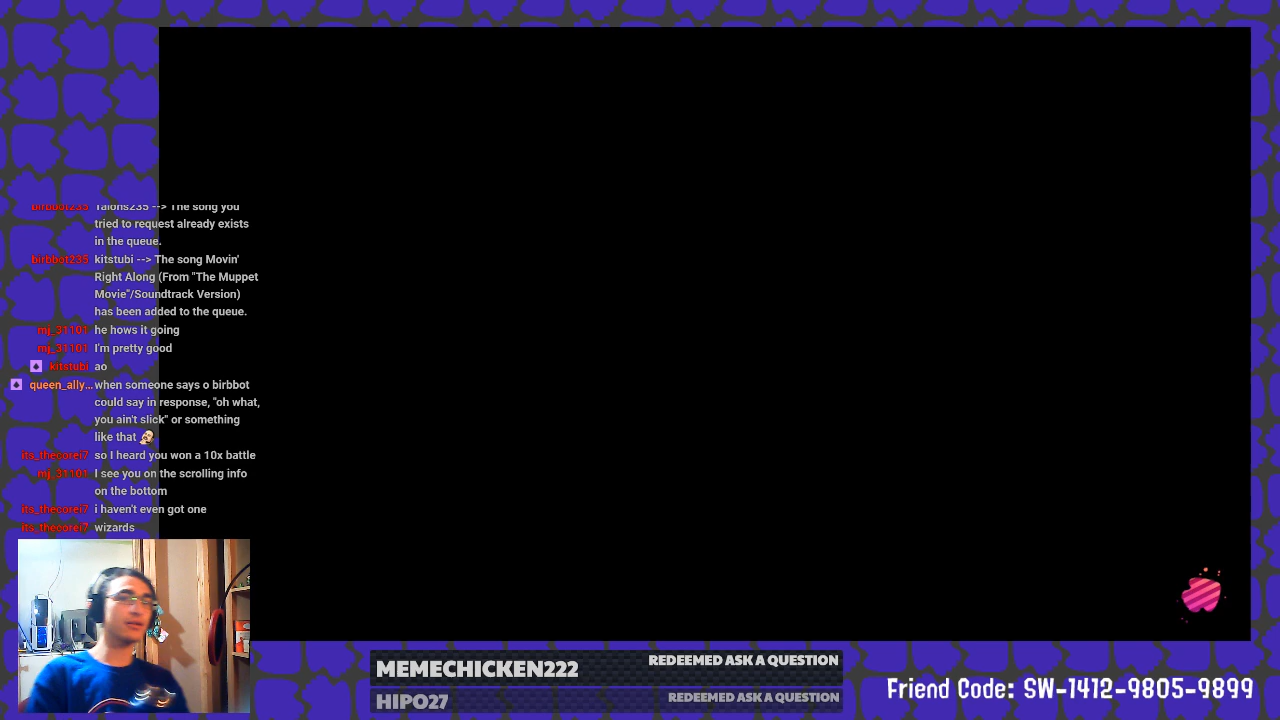 birbbot235 Talons235 --> The song you
tried to request already exists
in the queue.
birbbot235 kitstubi --> The song Movin'
Right Along (From "The Muppet
Movie"/Soundtrack Version)
has been added to the queue.
mj_31101 he hows it going
mj_31101 I'm pretty good
kitstubi ao
queen_ally... when someone says o birbbot
could say in response, "oh what,
you ain't slick" or something
like that
its_thecorei7 so I heard you won a 10x battle
mj_31101 I see you on the scrolling info
on the bottom
its_thecorei7 i haven't even got one
its_thecorei7 wizards
MEMECHICKEN222 REDEEMED ASK A QUESTION
HIPO27 REDEEMED ASK A QUESTION
Friend Code: SW-1412-9805-9899